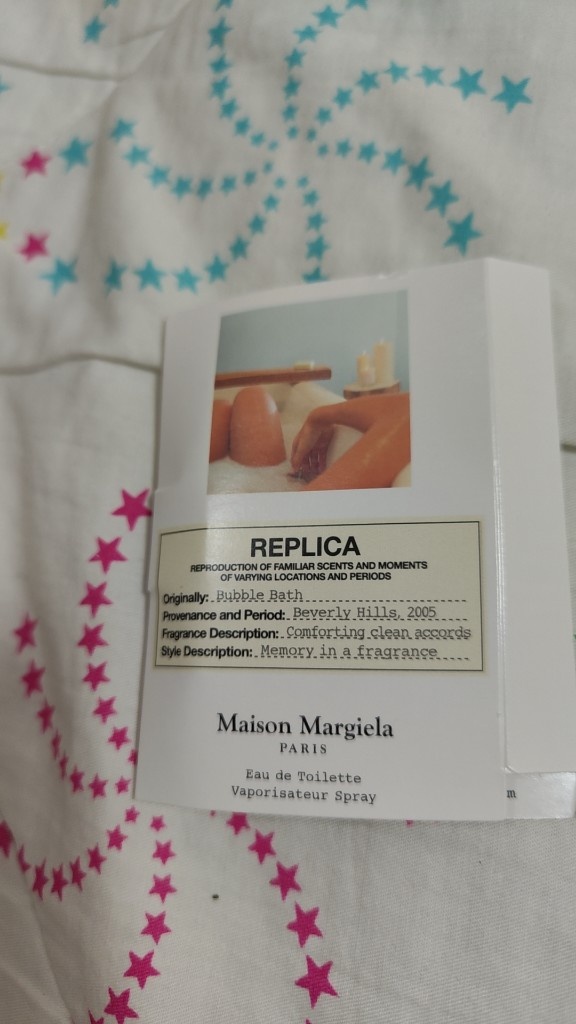 REPLICA
REPRODUCTION OF FAMILIAR SCENTS AND MOMENTS
OF VARYING LOCATIONS AND PERIODS
Originally: Bubble Bath
Provenance and Period: Beverly Hills, 2005
Fragrance Description: Comforting clean accords
Style Description: Memory in a fragrance
Maison Margiela
PARIS
Eau de Toilette
Vaporisateur Spray
m